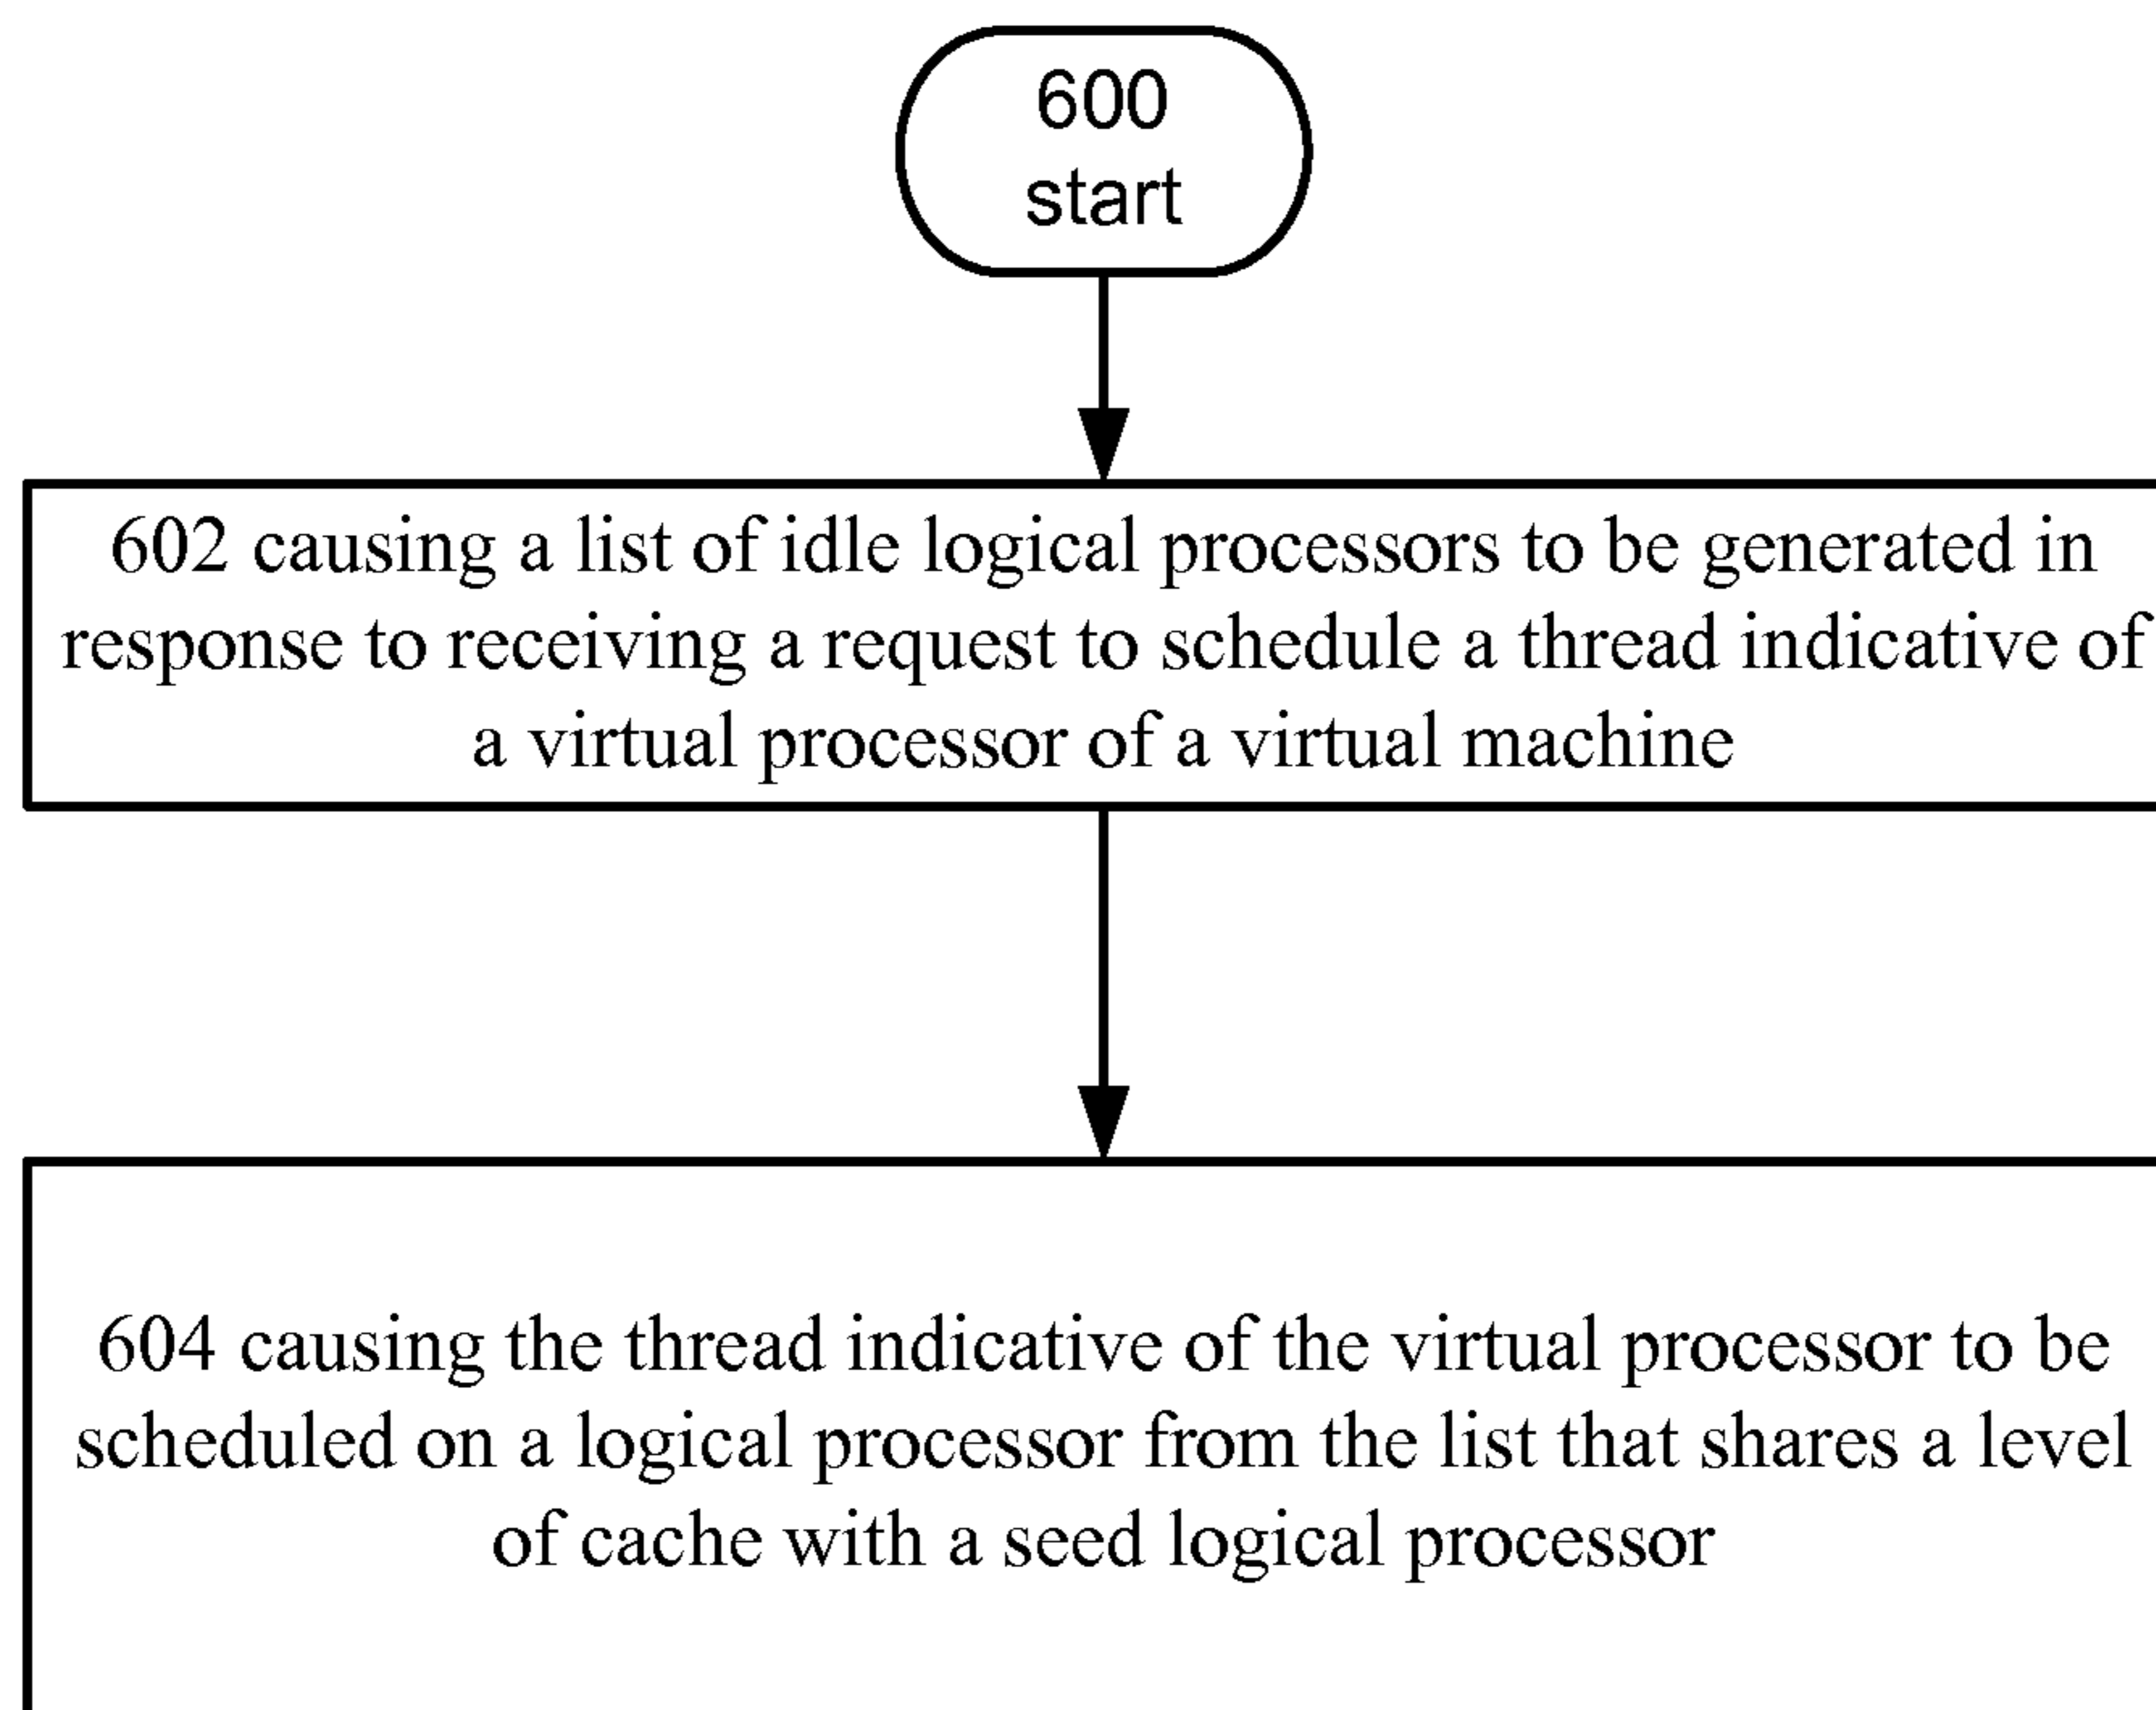 600
start
602 causing a list of idle logical processors to be generated in
response to receiving a request to schedule a thread indicative of
a virtual processor of a virtual machine
604 causing the thread indicative of the virtual processor to be
scheduled on a logical processor from the list that shares a level
of cache with a seed logical processor